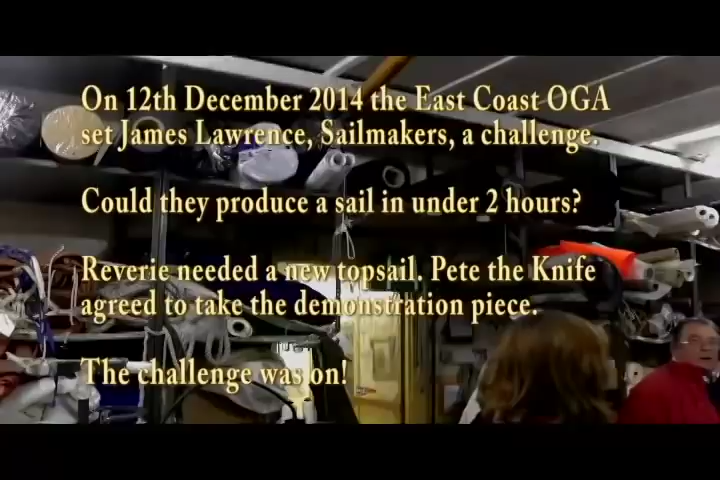 On 12th December 2014 the East Coast OGA
set James Lawrence, Sailmakers, a challenge.
Could they produce a sail in under 2 hours?
Reverie needed a new topsail. Pete the Knife
agreed to take the demonstration piece.
The challenge was on!